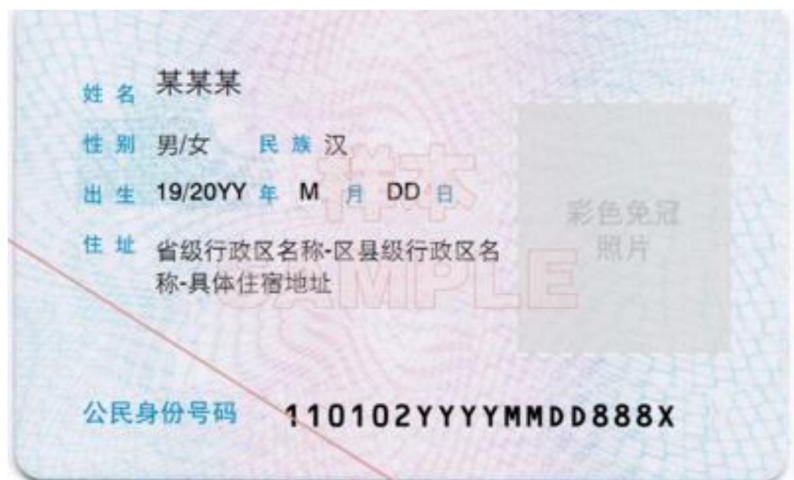 姓名 某某某
性别 男/女 民族 汉
出生 19/20YY 年 M 月 DD 日
住址 省级行政区名称-区县级行政区名
称-具体住宿地址
样本
SAMPLE
彩色免冠
照片
公民身份号码 110102YYYYMMDD888X